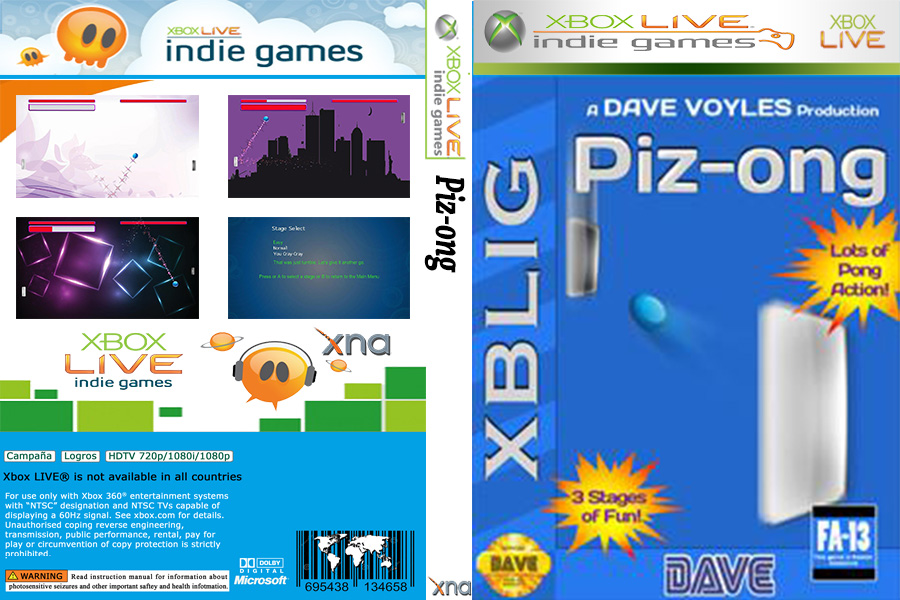 XBOX LIVE
indie games
Stage Select
Easy
Normal
You Cray Cray
XBOX
LIVE
indie games
xna
Campaña
Logros
HDTV 720p/1080i/1080p
Xbox LIVE® is not available in all countries
For use only with Xbox 360® entertainment systems
with "NTSC" designation and NTSC TVs capable of
displaying a 60Hz signal. See xbox.com for details.
Unauthorised coping reverse engineering,
transmission, public performance, rental, pay for
play or circumvention of copy protection is strictly
prohibited.
WARNING Read instruction manual for information about
photosensitive seizures and other important saftey and health infotmation.
DOLBY
DIGITAL
Microsoft
695438 134658
XBOX LIVE
indie games
Piz-ong
xna
XBOX LIVE
indie games
XBOX
LIVE
A DAVE VOYLES Production
Piz-ong
XBLIG
Lots of
Pong
Action!
3 Stages
of Fun!
DAVE
DAVE
FA-13